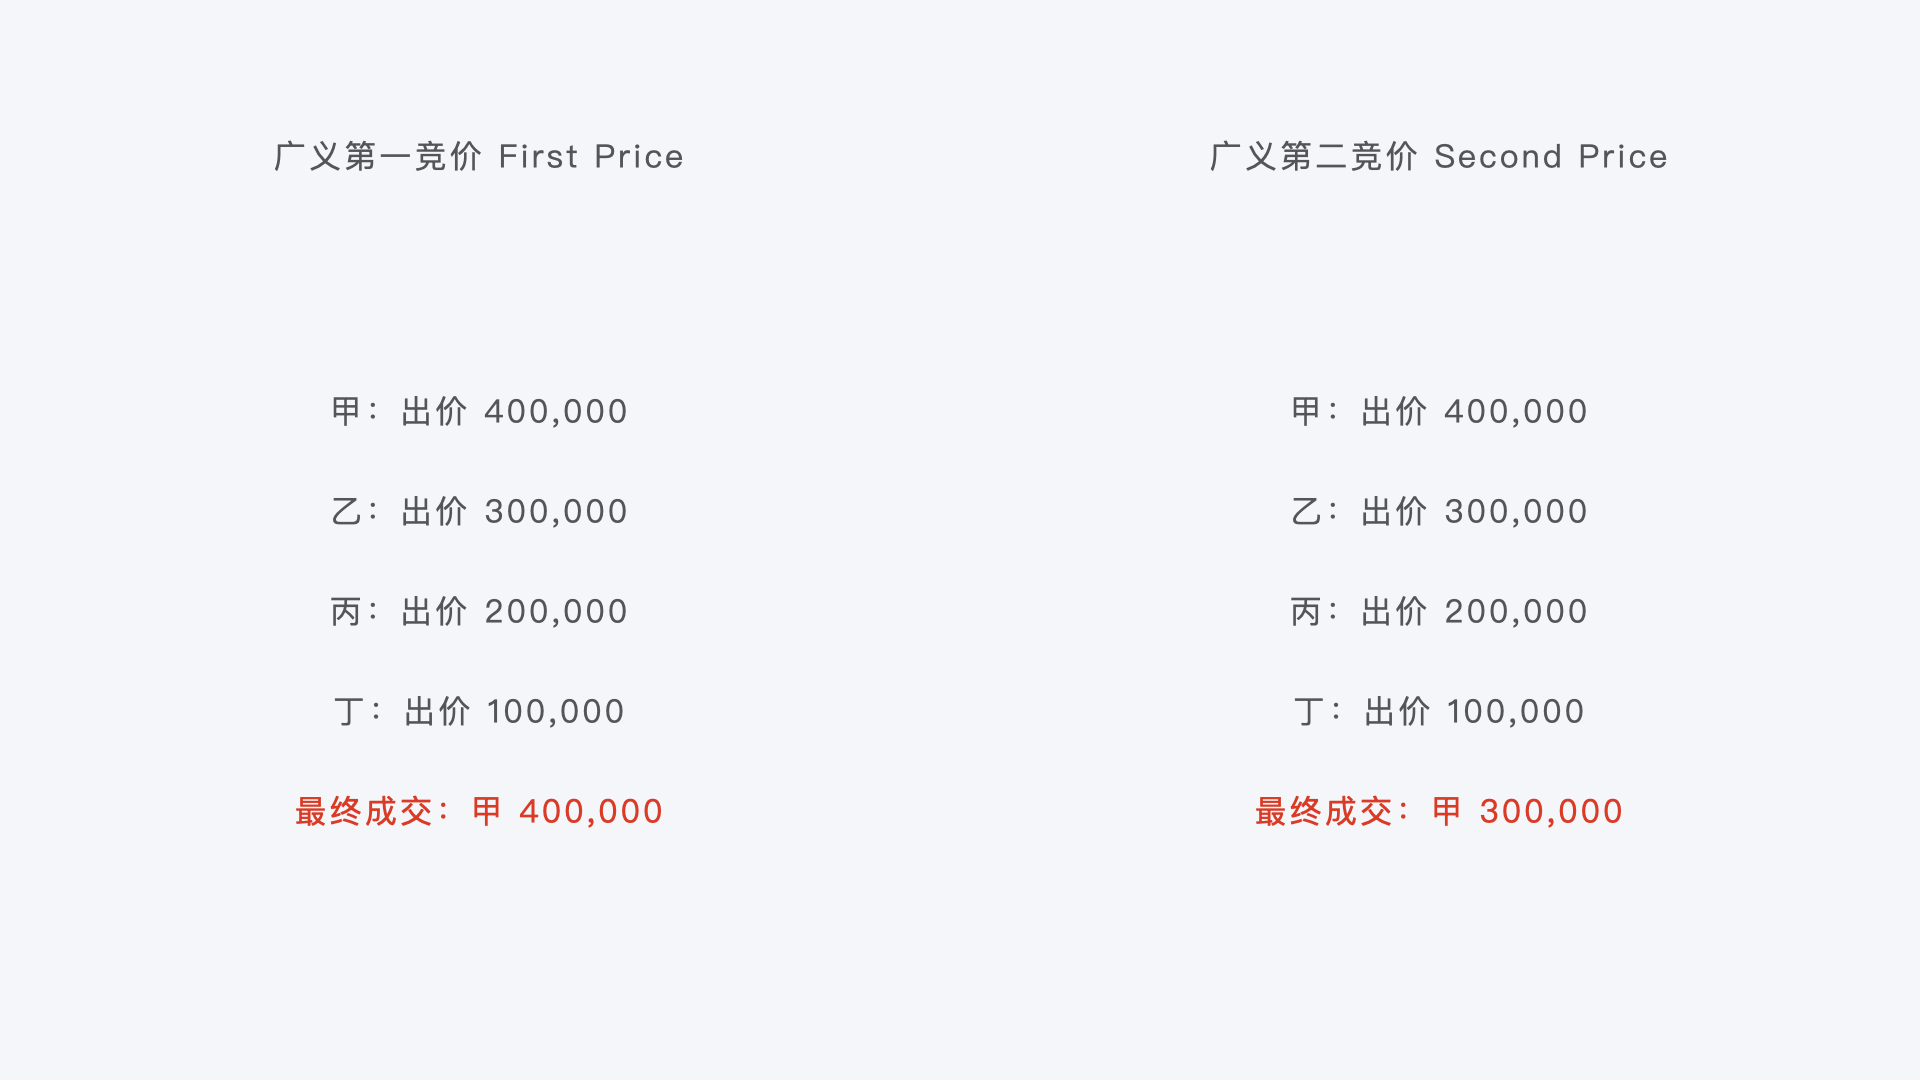 广义第一竞价 First Price
甲：出价 400,000
乙：出价 300,000
丙：出价 200,000
丁：出价 100,000
最终成交：甲 400,000
广义第二竞价 Second Price
甲：出价 400,000
乙：出价 300,000
丙：出价 200,000
丁：出价 100,000
最终成交：甲 300,000